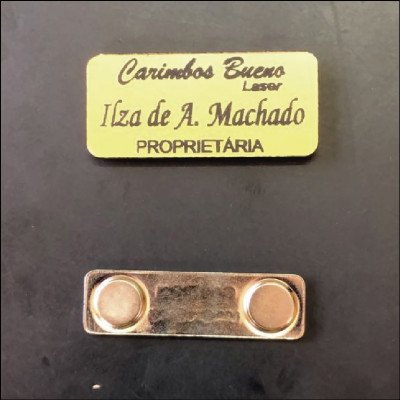 Carimbos Bueno
Laser
Ilza de A. Machado
PROPRIETÁRIA